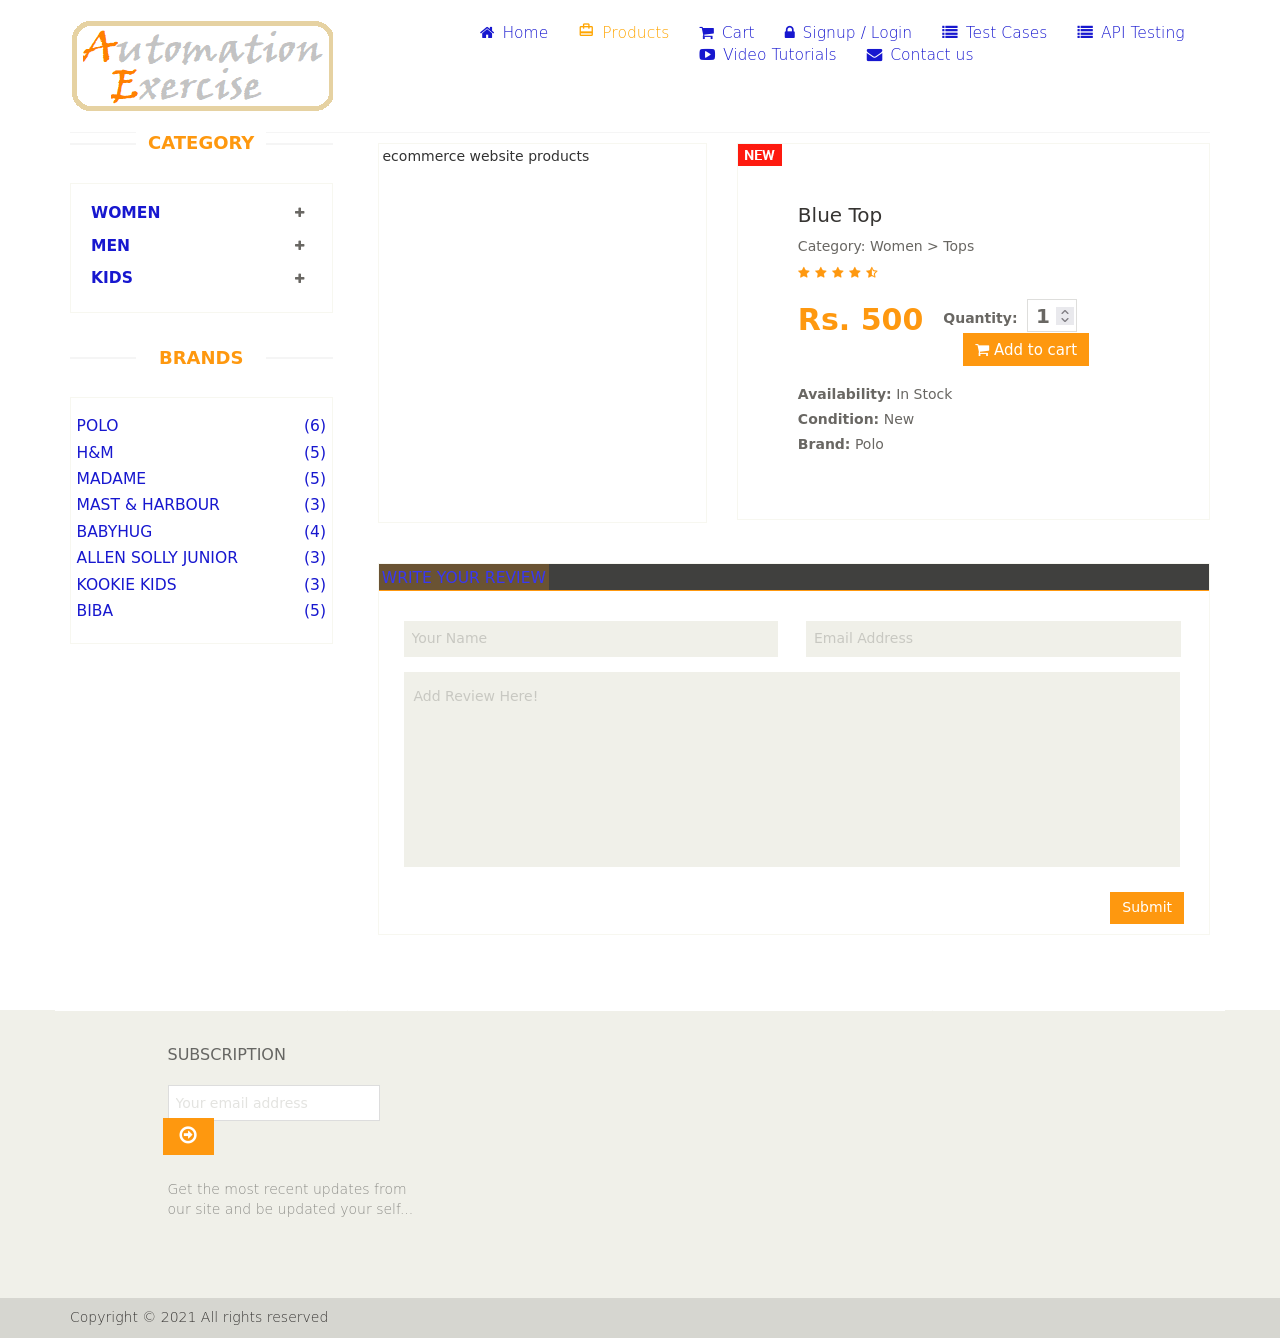 Automation
Exercise
Home
Products
Cart
Signup / Login
Test Cases
API Testing
Video Tutorials
Contact us
CATEGORY
WOMEN
MEN
KIDS
BRANDS
POLO (6)
H&M (5)
MADAME (5)
MAST & HARBOUR (3)
BABYHUG (4)
ALLEN SOLLY JUNIOR (3)
KOOKIE KIDS (3)
BIBA (5)
ecommerce website products
NEW
Blue Top
Category: Women > Tops
Rs. 500 Quantity: 1
Add to cart
Availability: In Stock
Condition: New
Brand: Polo
WRITE YOUR REVIEW
Your Name
Email Address
Add Review Here!
Submit
SUBSCRIPTION
Your email address
Get the most recent updates from
our site and be updated your self...
Copyright © 2021 All rights reserved